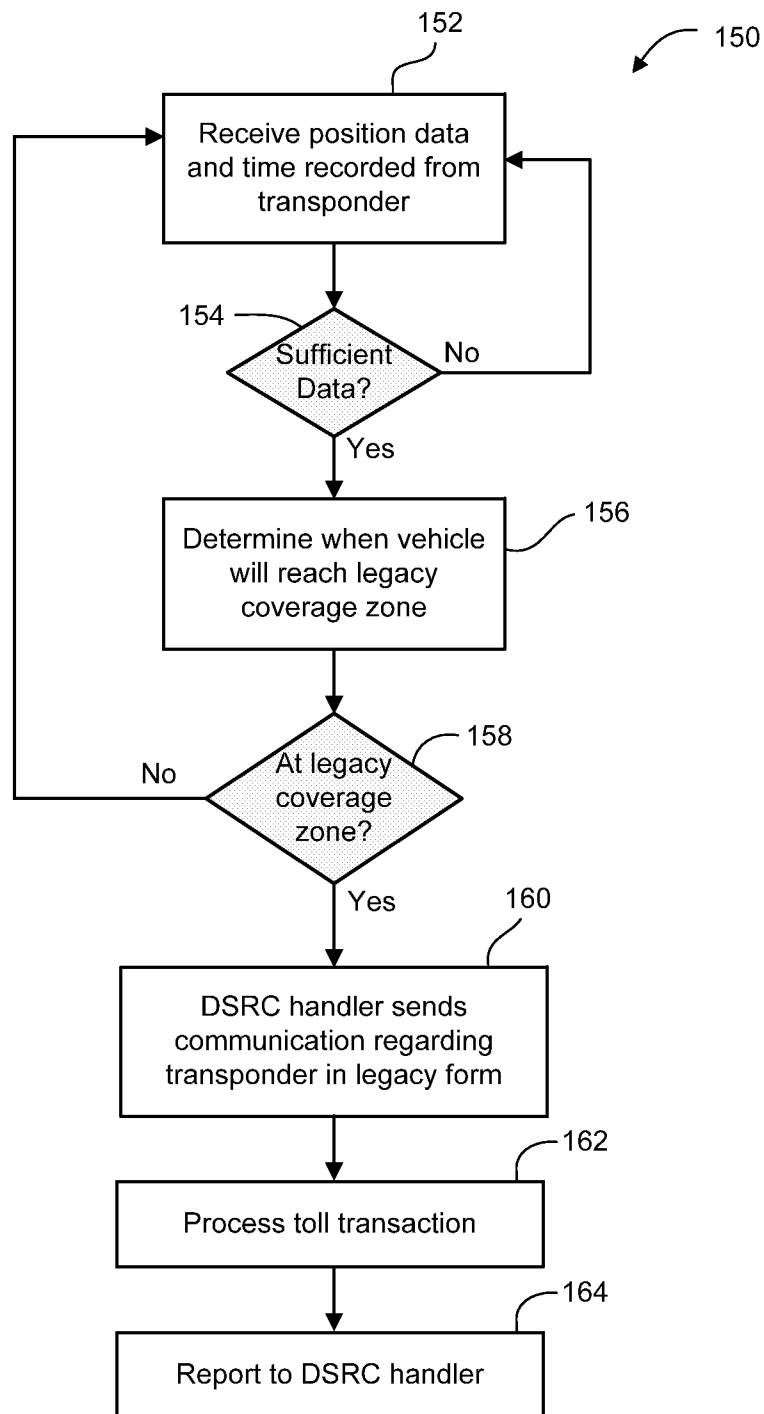 152
150
Receive position data
and time recorded from
transponder
154
Sufficient
Data?
No
Yes
156
Determine when vehicle
will reach legacy
coverage zone
158
No
At legacy
coverage
zone?
Yes
160
DSRC handler sends
communication regarding
transponder in legacy form
162
Process toll transaction
164
Report to DSRC handler